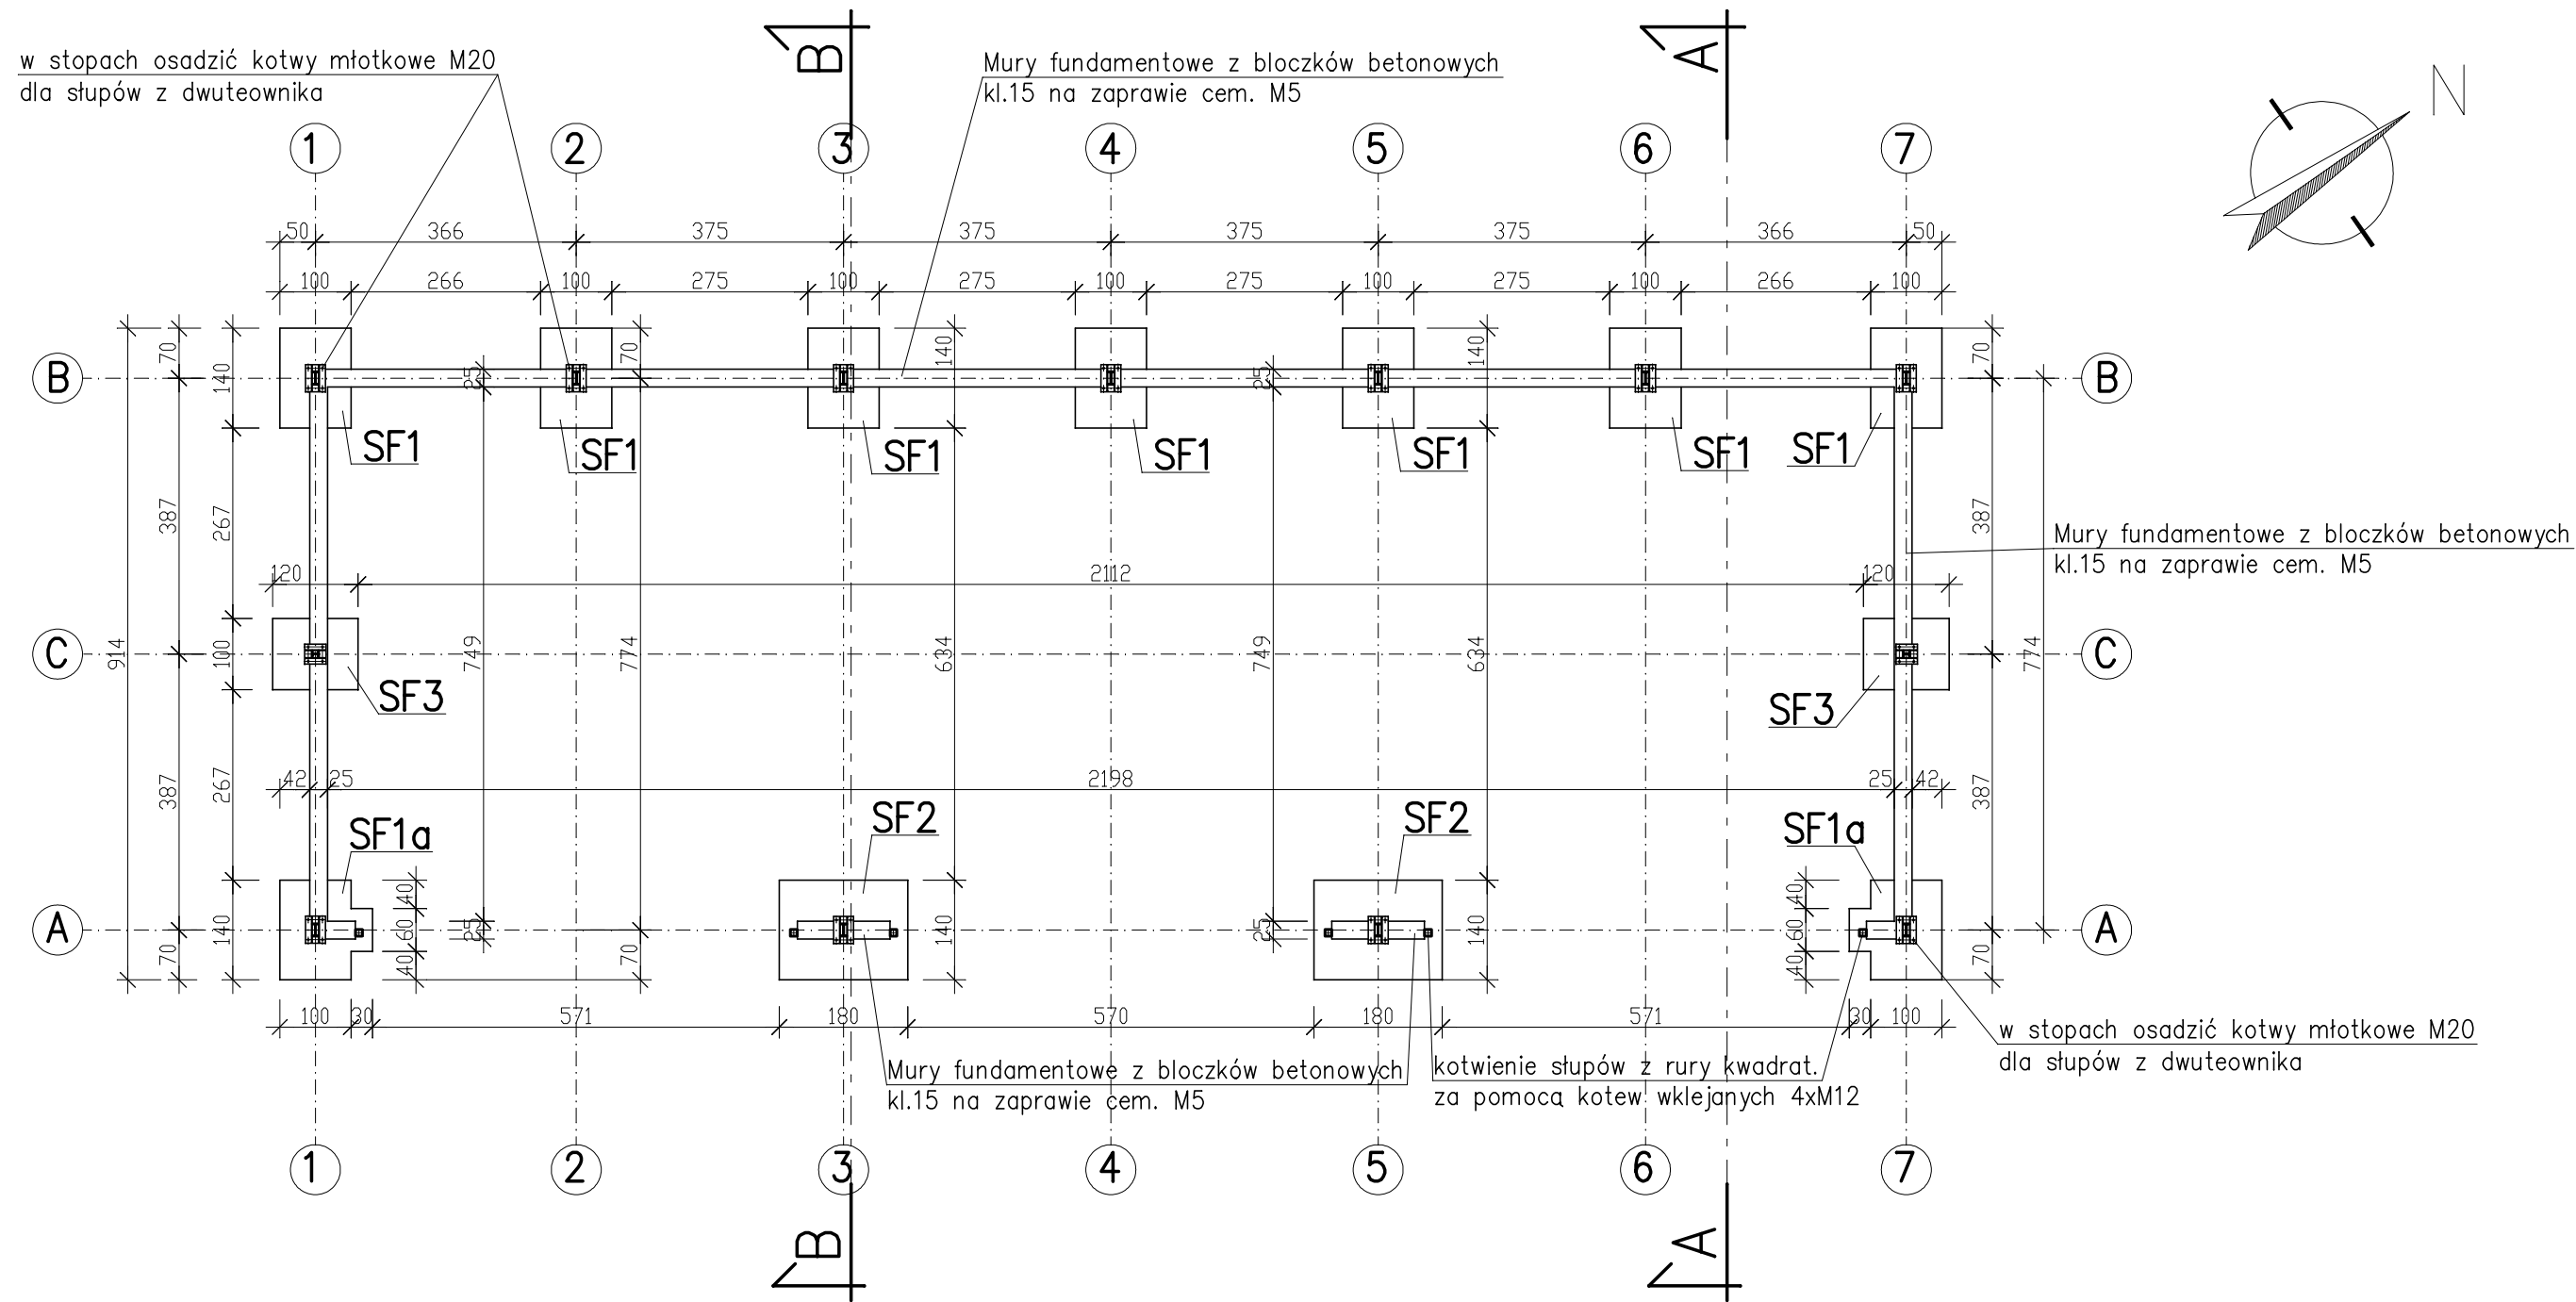 B
A
w stopach osadzić kotwy młotkowe M20
dla słupów z dwuteownika
Mury fundamentowe z bloczków betonowych
kl.15 na zaprawie cem. M5
N
1 2 3 4 5 6 7
50 366 375 375 375 375 366 50
100 266 100 275 100 275 100 275 100 275 100 266 100
70 140 70 140 140 70
B 25 25 B
SF1 SF1 SF1 SF1 SF1 SF1 SF1
387 267 387
Mury fundamentowe z bloczków betonowych
kl.15 na zaprawie cem. M5
120 2112 120
C 914 100 749 774 634 749 634 774 C
SF3 SF3
387 267 42 25 2198 25 42 387
SF1a SF2 SF2 SF1a
A 70 140 40 60 40 25 70 140 25 140 40 60 40 70 A
100 30 571 180 570 180 571 30 100
w stopach osadzić kotwy młotkowe M20
dla słupów z dwuteownika
Mury fundamentowe z bloczków betonowych
kl.15 na zaprawie cem. M5
kotwienie słupów z rury kwadrat.
za pomocą kotew wklejanych 4xM12
1 2 3 4 5 6 7
B
A